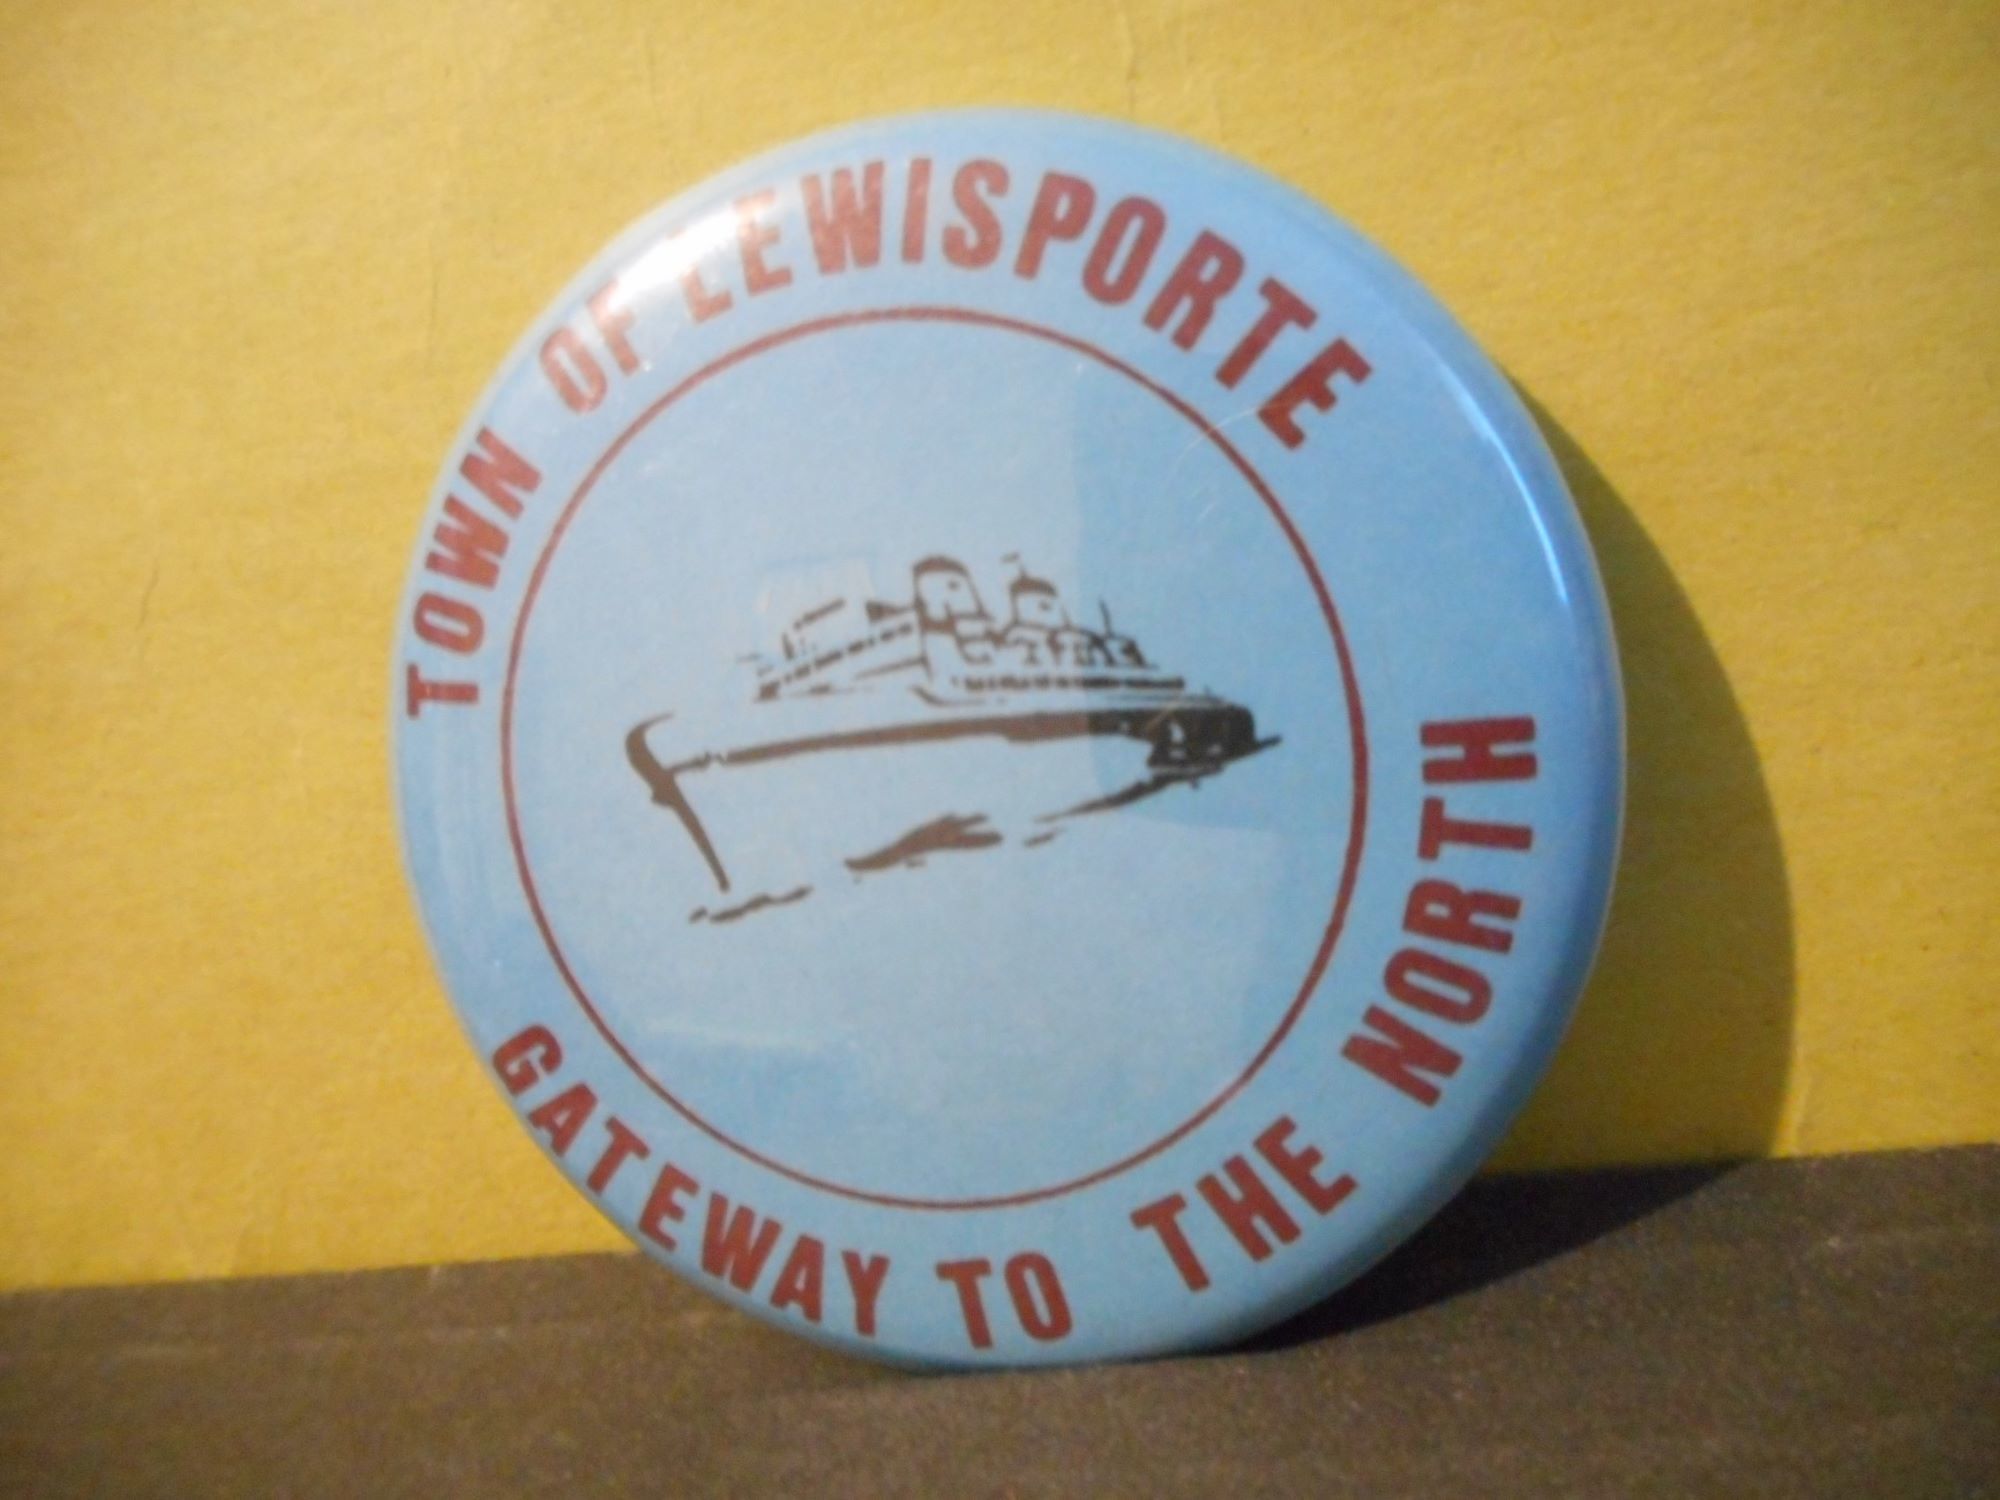 TOWN OF LEWISPORTE
GATEWAY TO THE NORTH